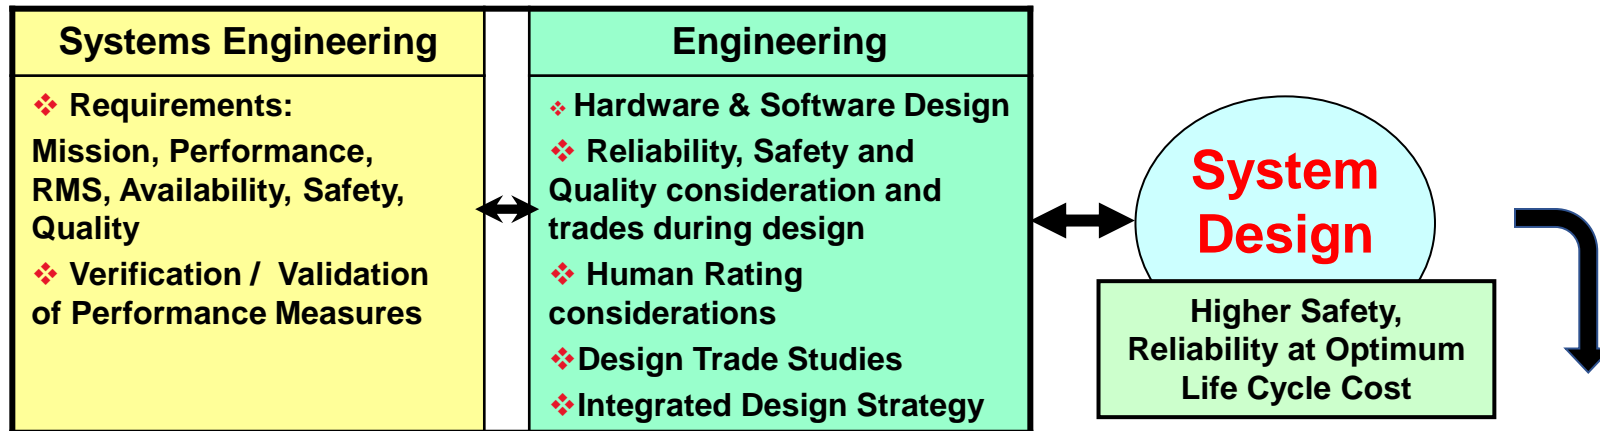 Systems Engineering
❖ Requirements:
Mission, Performance,
RMS, Availability, Safety,
Quality
❖ Verification / Validation
of Performance Measures
Engineering
❖ Hardware & Software Design
❖ Reliability, Safety and
Quality consideration and
trades during design
❖ Human Rating
considerations
❖Design Trade Studies
❖Integrated Design Strategy
System
Design
Higher Safety,
Reliability at Optimum
Life Cycle Cost